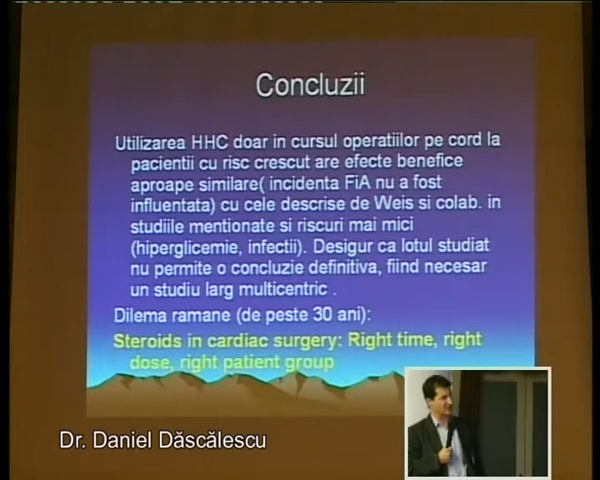 Concluzii
Utilizarea HHC doar in cursul operatiilor pe cord la
pacientii cu risc crescut are efecte benefice
aproape similare( incidenta FiA nu a fost
influentata) cu cele descrise de Weis si colab. in
studiile mentionate si riscuri mai mici
(hiperglicemie, infectii). Desigur ca lotul studiat
nu permite o concluzie definitiva, fiind necesar
un studiu larg multicentric .
Dilema ramane (de peste 30 ani):
Steroids in cardiac surgery: Right time, right
dose, right patient group
Dr. Daniel Dăscălescu